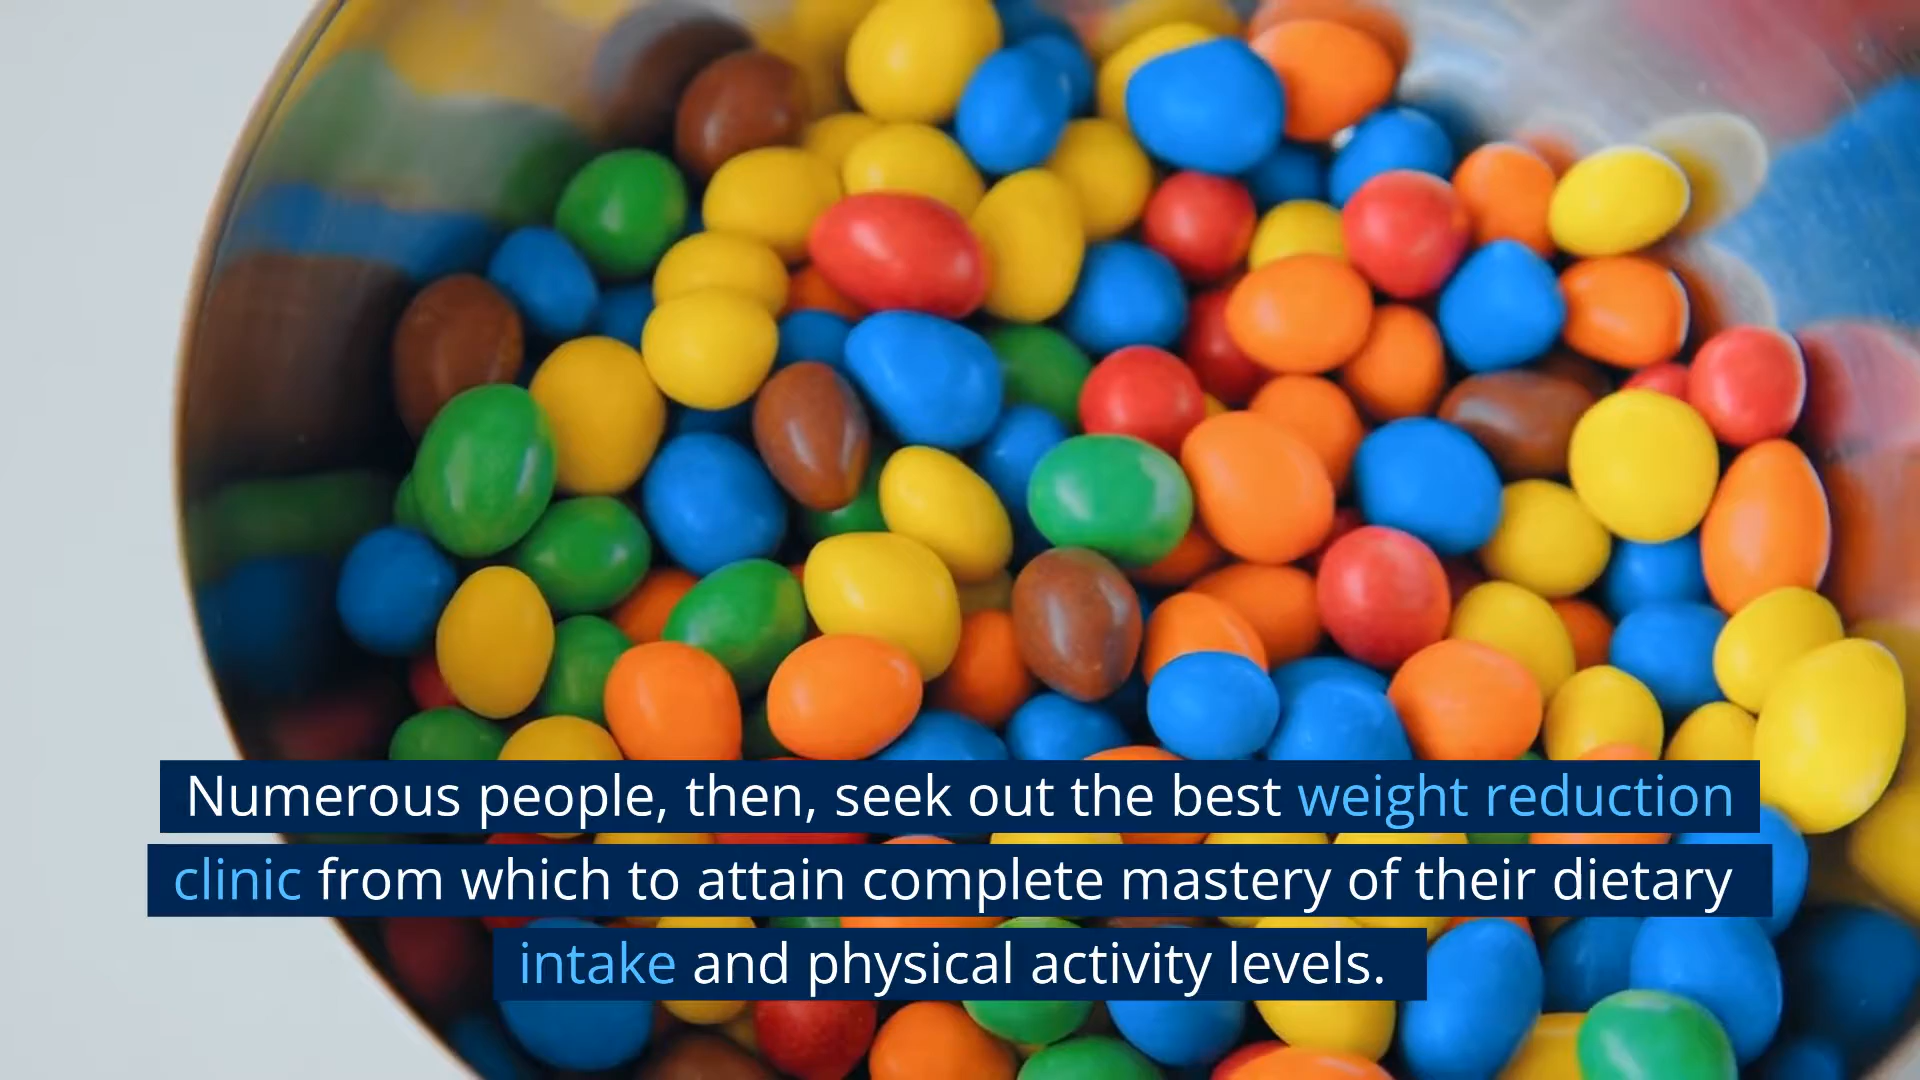 Numerous people, then, seek out the best weight reduction
clinic from which to attain complete mastery of their dietary
intake and physical activity levels.